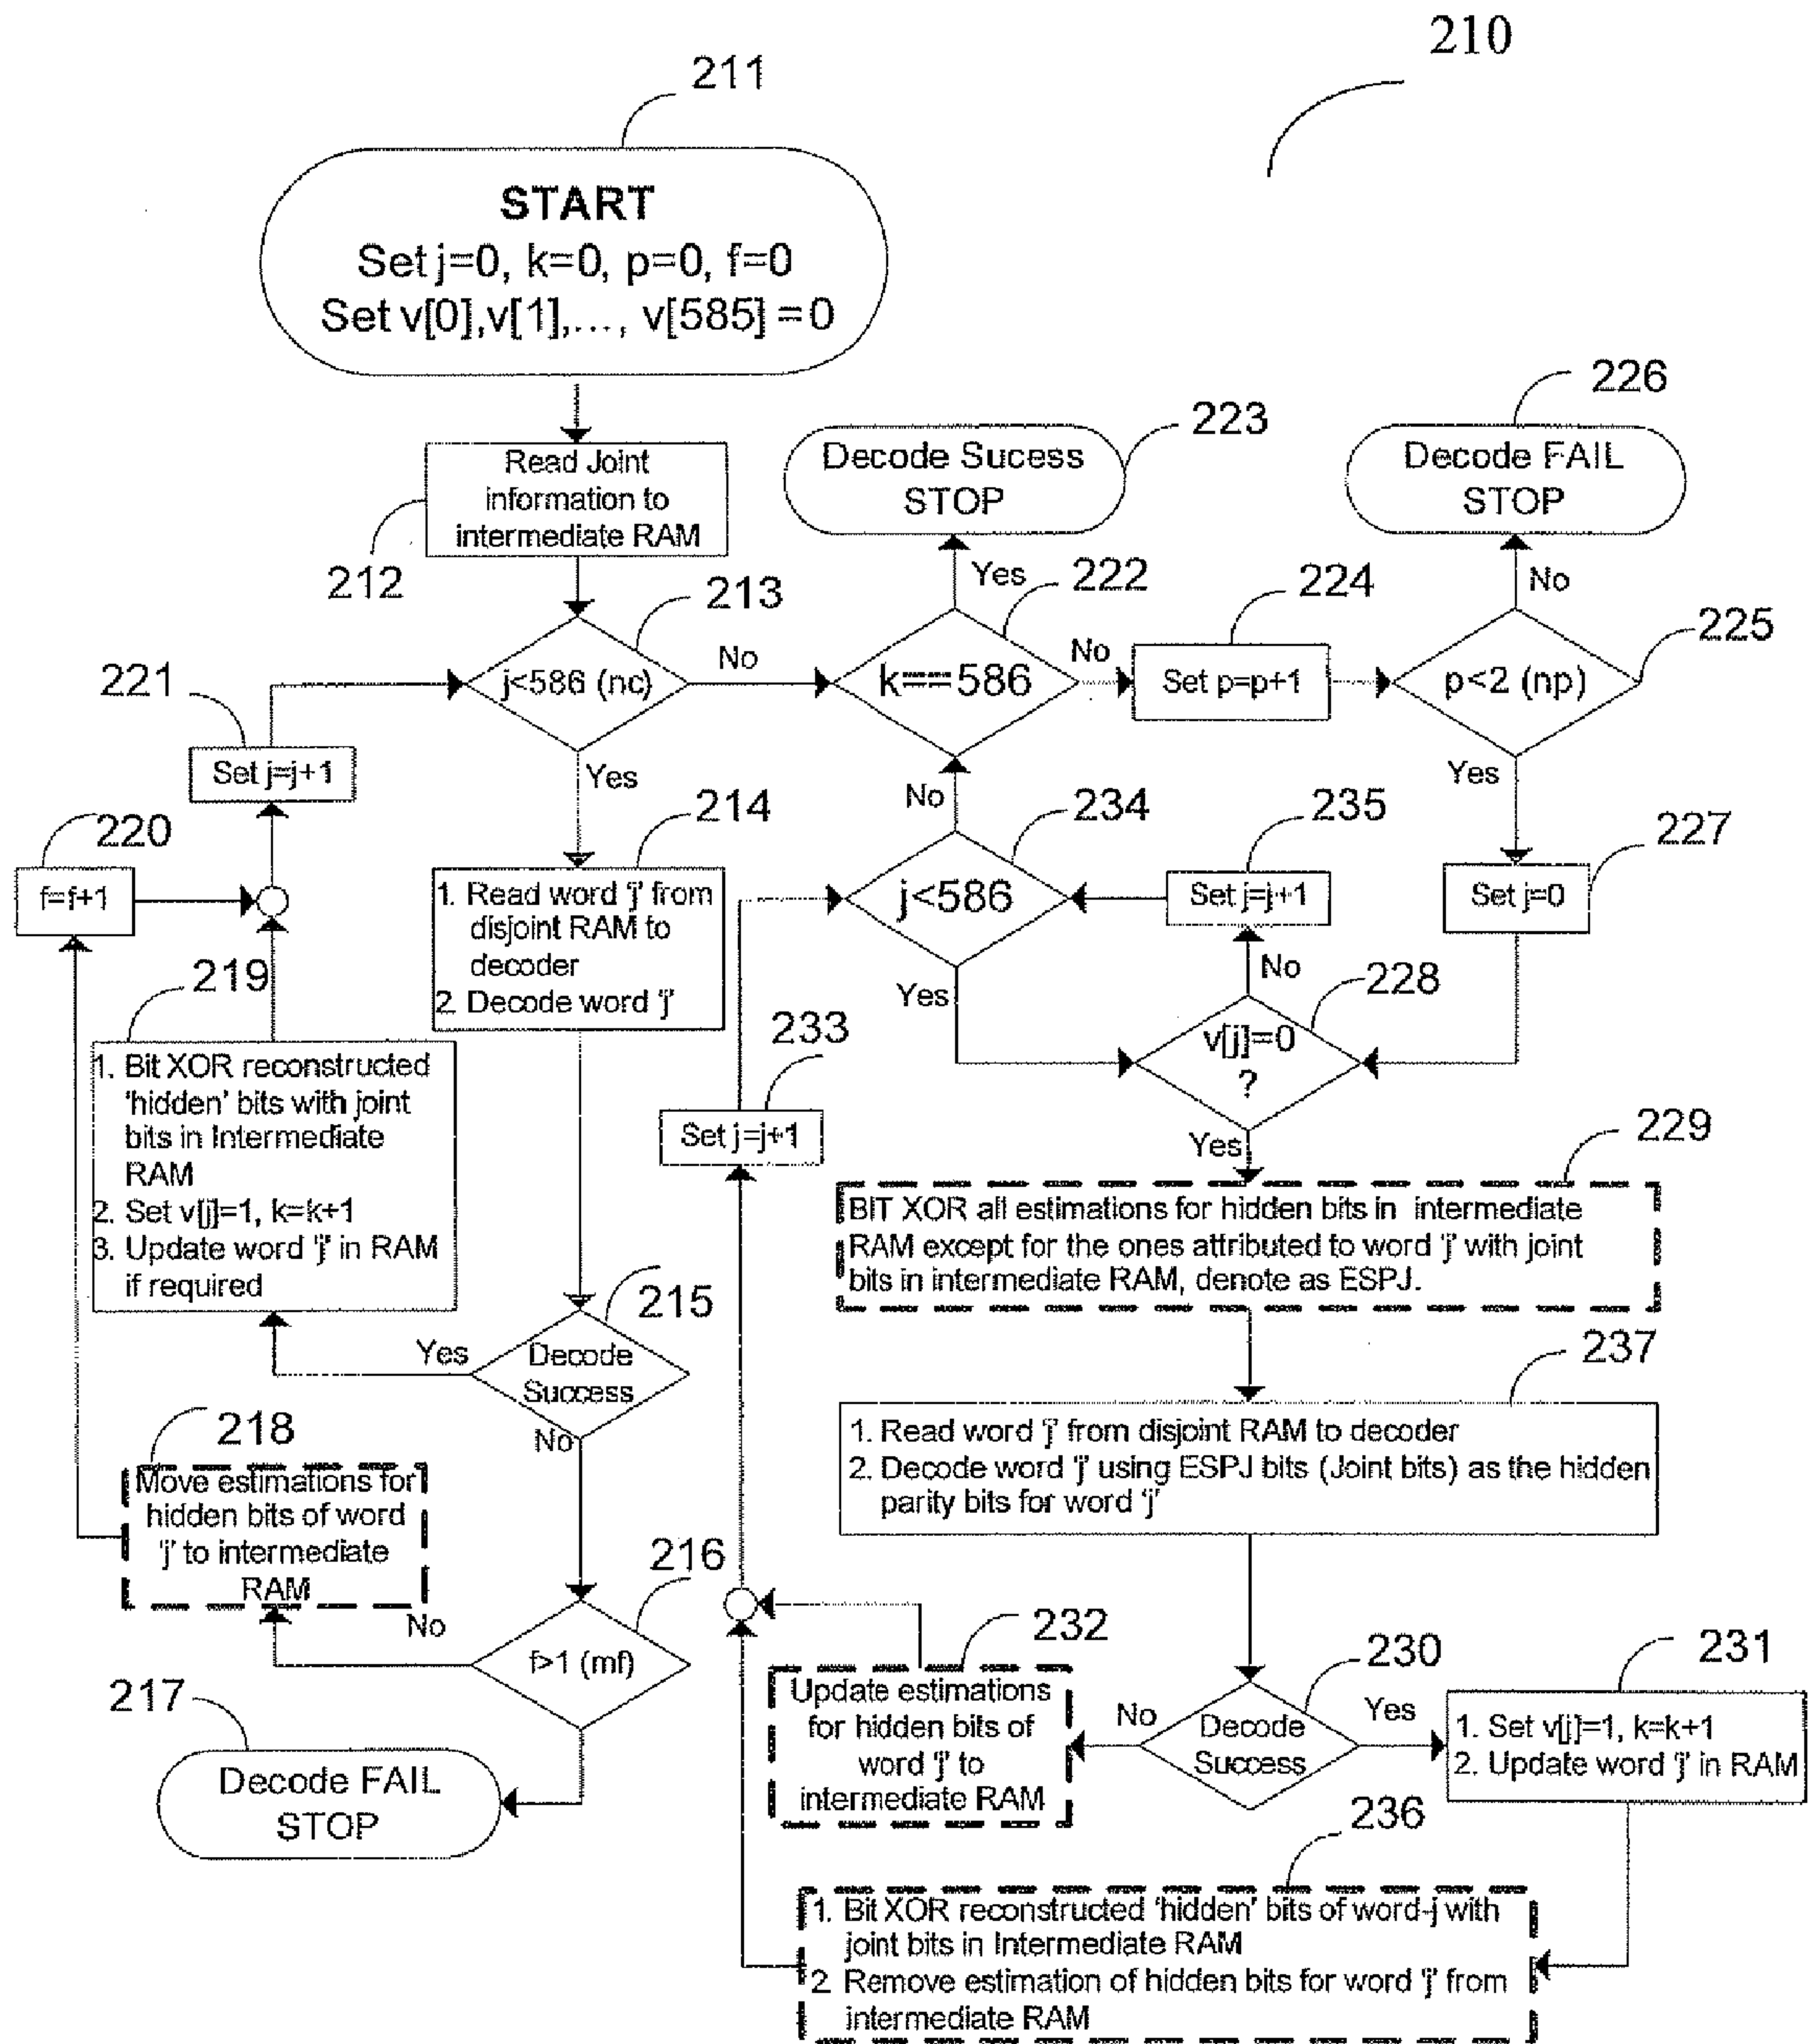 210
211
START
Set j=0, k=0, p=0, f=0
Set v[0],v[1],..., v[585] =0
226
223
Decode Sucess
STOP
Decode FAIL
STOP
Read Joint
information to
intermediate RAM
212
Yes
222
224
No
213
225
j<586 (nc)
No
k==586
No
Set p=p+1
p<2 (np)
221
Set j=j+1
Yes
No
Yes
220
214
234
235
227
f=f+1
1. Read word 'j' from
disjoint RAM to
decoder
2. Decode word 'j'
j<586
Set j=j+1
Set j=0
219
Yes
No
228
233
v[j]=0
?
1. Bit XOR reconstructed
'hidden' bits with joint
bits in Intermediate
RAM
2. Set v[j]=1, k=k+1
3. Update word 'j' in RAM
if required
Set j=j+1
Yes
229
BIT XOR all estimations for hidden bits in intermediate
RAM except for the ones attributed to word 'j' with joint
bits in intermediate RAM, denote as ESPJ.
215
Yes
Decode
Success
No
237
1. Read word 'j' from disjoint RAM to decoder
2. Decode word 'j' using ESPJ bits (Joint bits) as the hidden
parity bits for word 'j'
218
Move estimations for
hidden bits of word
'j' to intermediate
RAM
No
216
f>1 (mf)
217
Decode FAIL
STOP
232
230
231
Update estimations
for hidden bits of
word 'j' to
intermediate RAM
No
Decode
Success
Yes
1. Set v[j]=1, k=k+1
2. Update word 'j' in RAM
236
1. Bit XOR reconstructed 'hidden' bits of word-j with
joint bits in Intermediate RAM
2. Remove estimation of hidden bits for word 'j' from
intermediate RAM